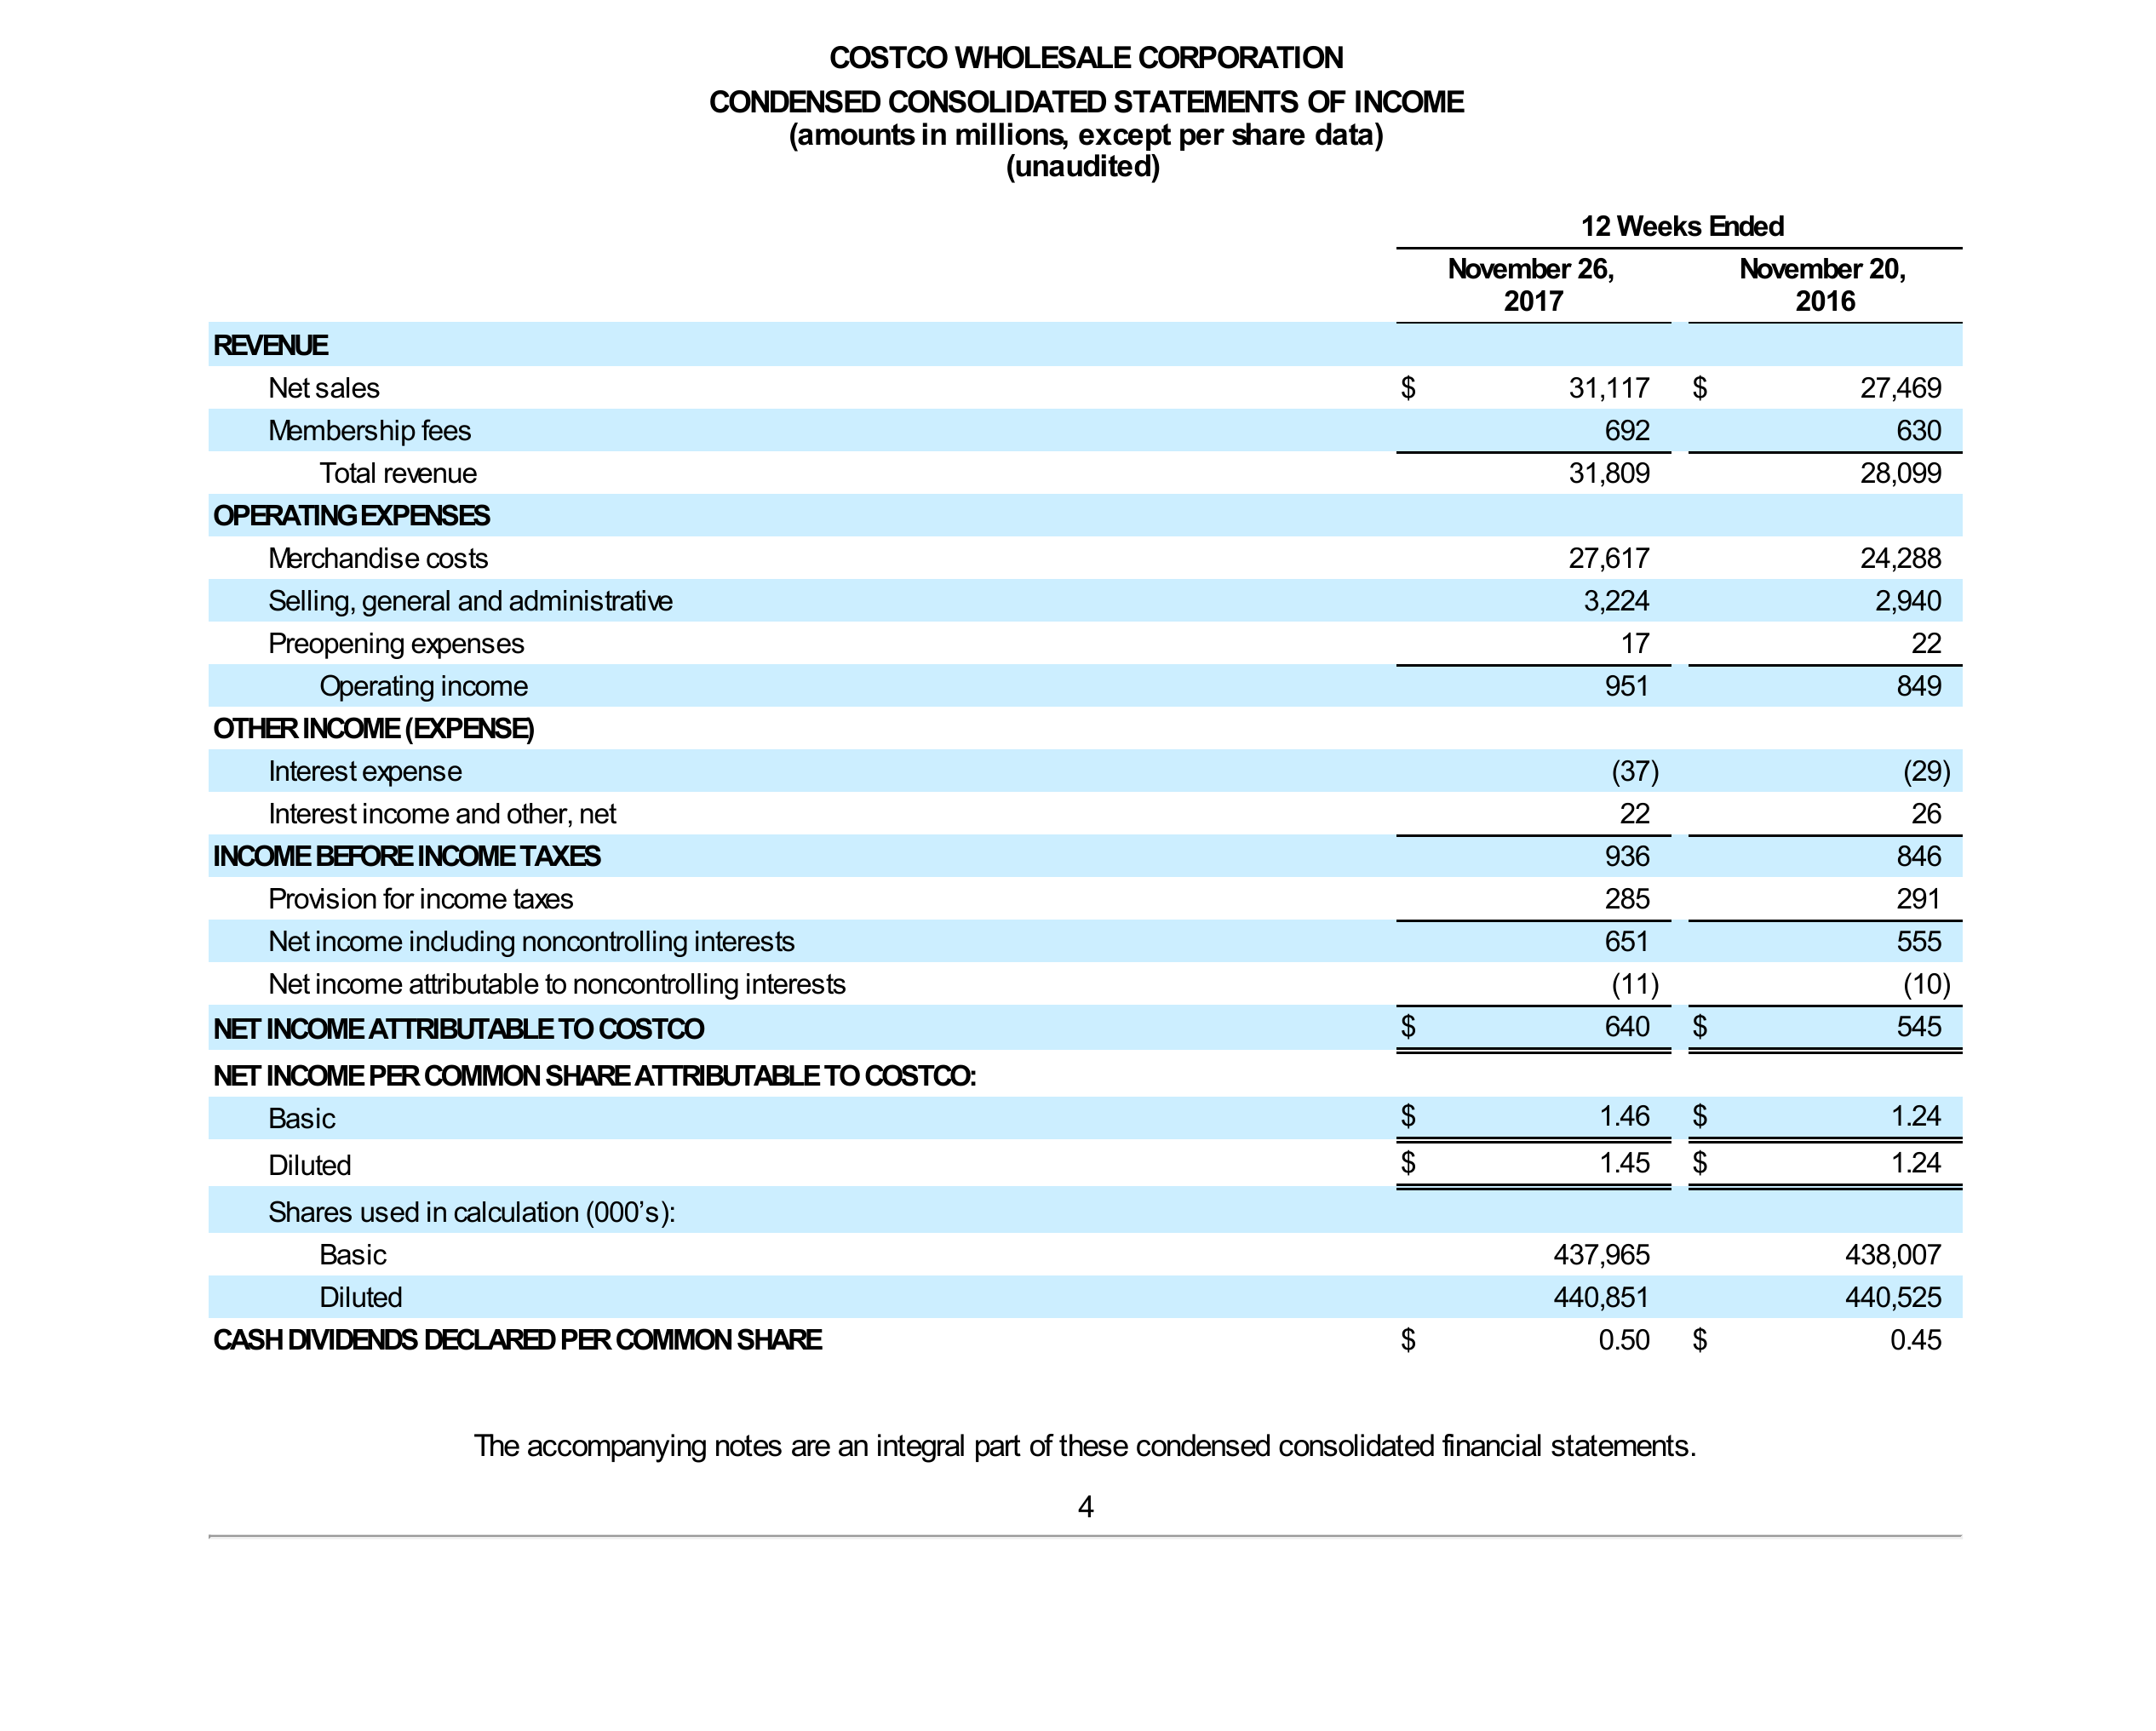 COSTCO WHOLESALE CORPORATION
CONDENSED CONSOLIDATED STATEMENTS OF INCOME
(amounts in millions, except per share data)
(unaudited)
12 Weeks Ended
November 26, 2017 November 20, 2016
REVENUE
Net sales $ 31,117 $ 27,469
Membership fees 692 630
Total revenue 31,809 28,099
OPERATING EXPENSES
Merchandise costs 27,617 24,288
Selling, general and administrative 3,224 2,940
Preopening expenses 17 22
Operating income 951 849
OTHER INCOME (EXPENSE)
Interest expense (37) (29)
Interest income and other, net 22 26
INCOME BEFORE INCOME TAXES 936 846
Provision for income taxes 285 291
Net income including noncontrolling interests 651 555
Net income attributable to noncontrolling interests (11) (10)
NET INCOME ATTRIBUTABLE TO COSTCO $ 640 $ 545
NET INCOME PER COMMON SHARE ATTRIBUTABLE TO COSTCO:
Basic $ 1.46 $ 1.24
Diluted $ 1.45 $ 1.24
Shares used in calculation (000’s):
Basic 437,965 438,007
Diluted 440,851 440,525
CASH DIVIDENDS DECLARED PER COMMON SHARE $ 0.50 $ 0.45
The accompanying notes are an integral part of these condensed consolidated financial statements.
4